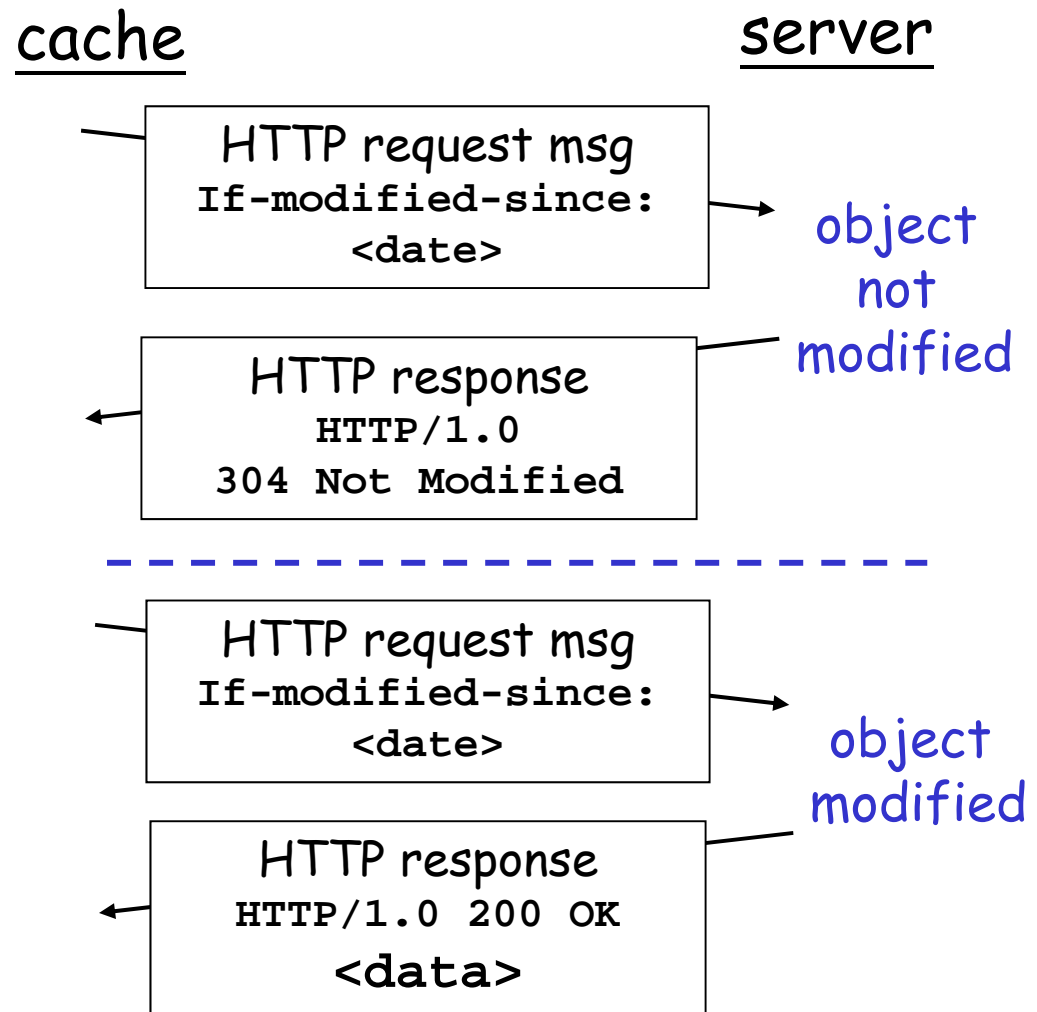 cache
server
HTTP request msg
If-modified-since:
<date>
object
not
modified
HTTP response
HTTP/1.0
304 Not Modified
HTTP request msg
If-modified-since:
<date>
object
modified
HTTP response
HTTP/1.0 200 OK
<data>